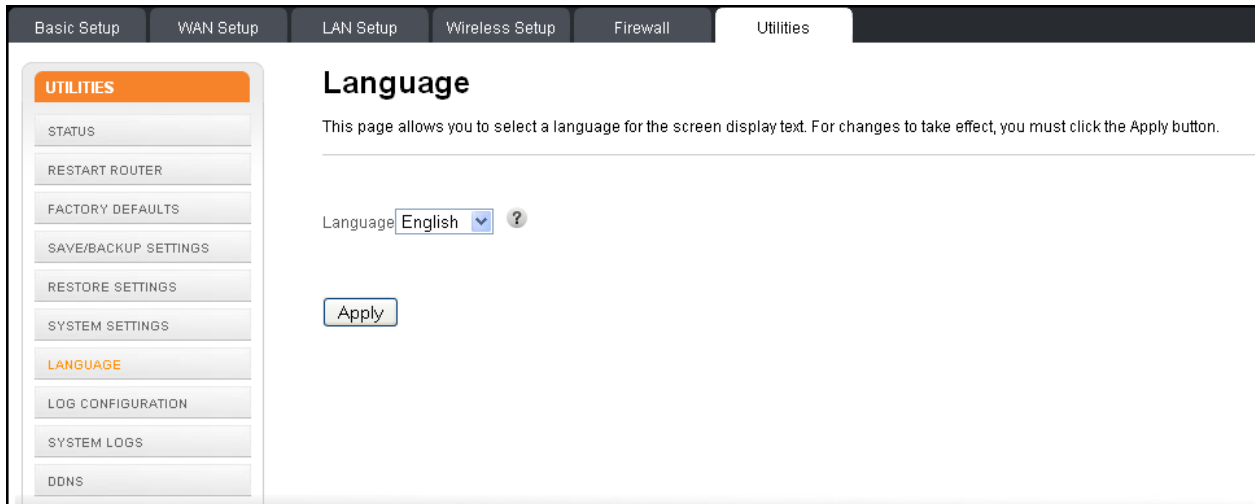 Basic Setup WAN Setup LAN Setup Wireless Setup Firewall Utilities
UTILITIES
STATUS
RESTART ROUTER
FACTORY DEFAULTS
SAVE/BACKUP SETTINGS
RESTORE SETTINGS
SYSTEM SETTINGS
LANGUAGE
LOG CONFIGURATION
SYSTEM LOGS
DDNS
Language
This page allows you to select a language for the screen display text. For changes to take effect, you must click the Apply button.
Language English ?
Apply